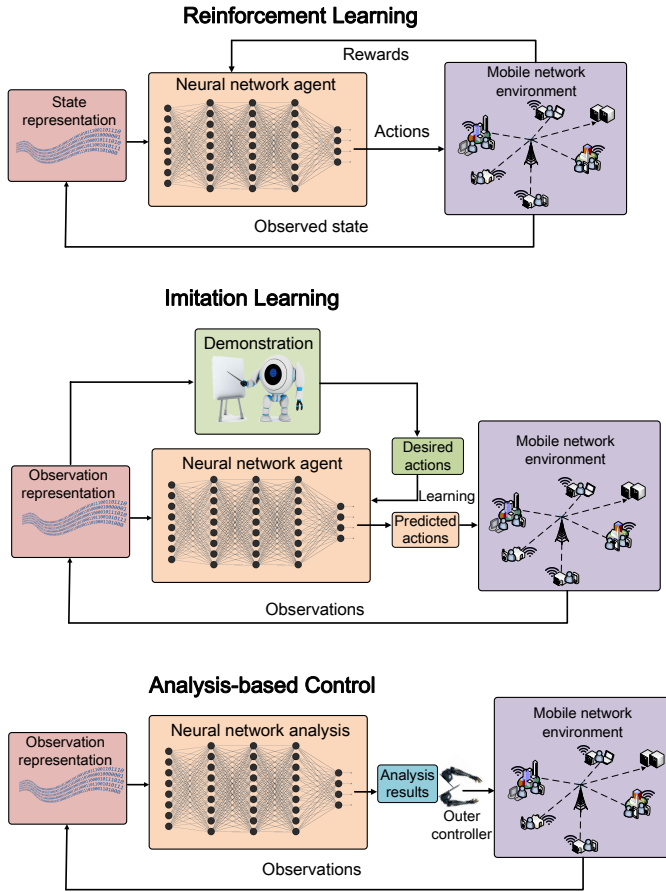 Reinforcement Learning
Rewards
Neural network agent
Mobile network
environment
State
representation
Actions
Observed state
Imitation Learning
Demonstration
Desired
actions
Mobile network
environment
Neural network agent
Observation
representation
Learning
Predicted
actions
Observations
Analysis-based Control
Neural network analysis
Mobile network
environment
Observation
representation
Analysis
results
Outer
controller
Observations